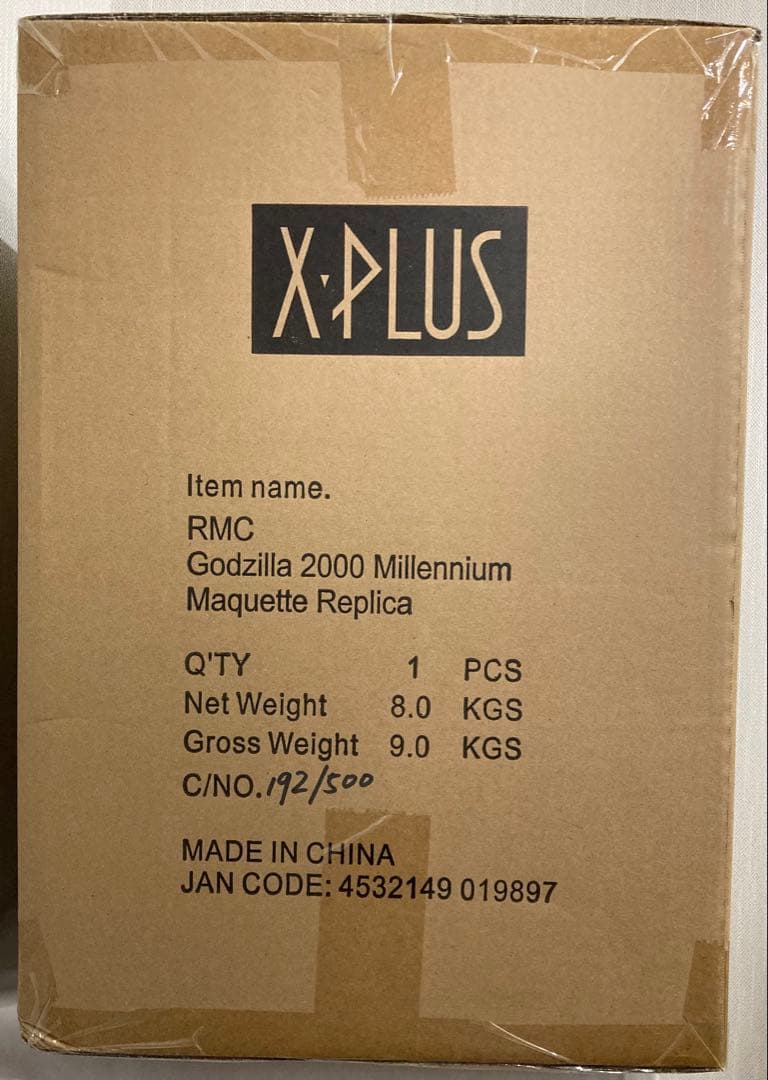 X·PLUS
Item name.
RMC
Godzilla 2000 Millennium
Maquette Replica
Q'TY 1 PCS
Net Weight 8.0 KGS
Gross Weight 9.0 KGS
C/NO.192/500
MADE IN CHINA
JAN CODE: 4532149 019897